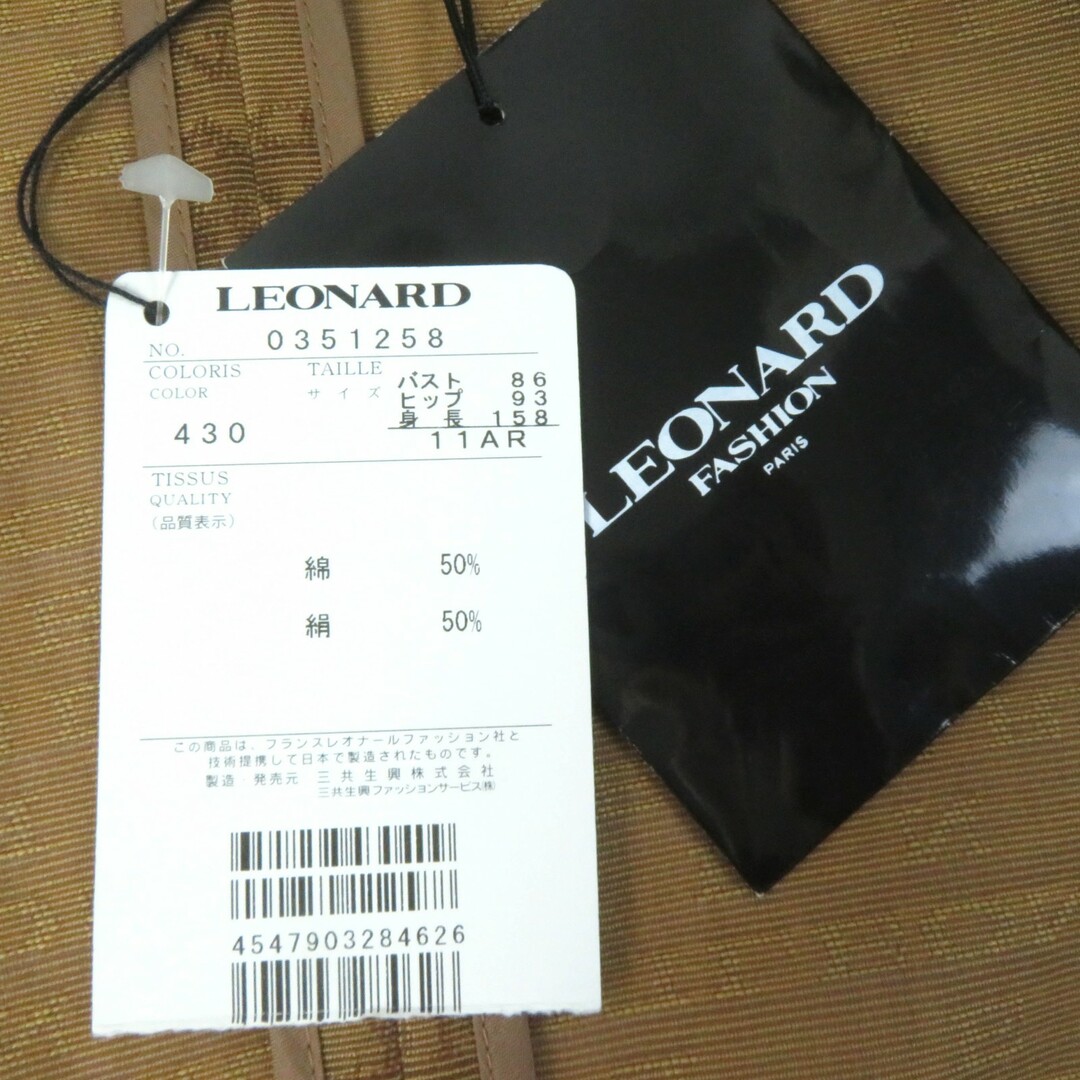 LEONARD
NO. 0351258
COLORIS TAILLE バスト 86
COLOR サイズ ヒップ 93
身長 158
430 11AR
TISSUS
QUALITY
(品質表示)
綿 50%
絹 50%
この商品は、フランスレオナールファッション社と
技術提携して日本で製造されたものです。
製造・発売元 三共生興株式会社
三共生興ファッションサービス㈱
4547903284626
LEONARD
FASHION
PARIS